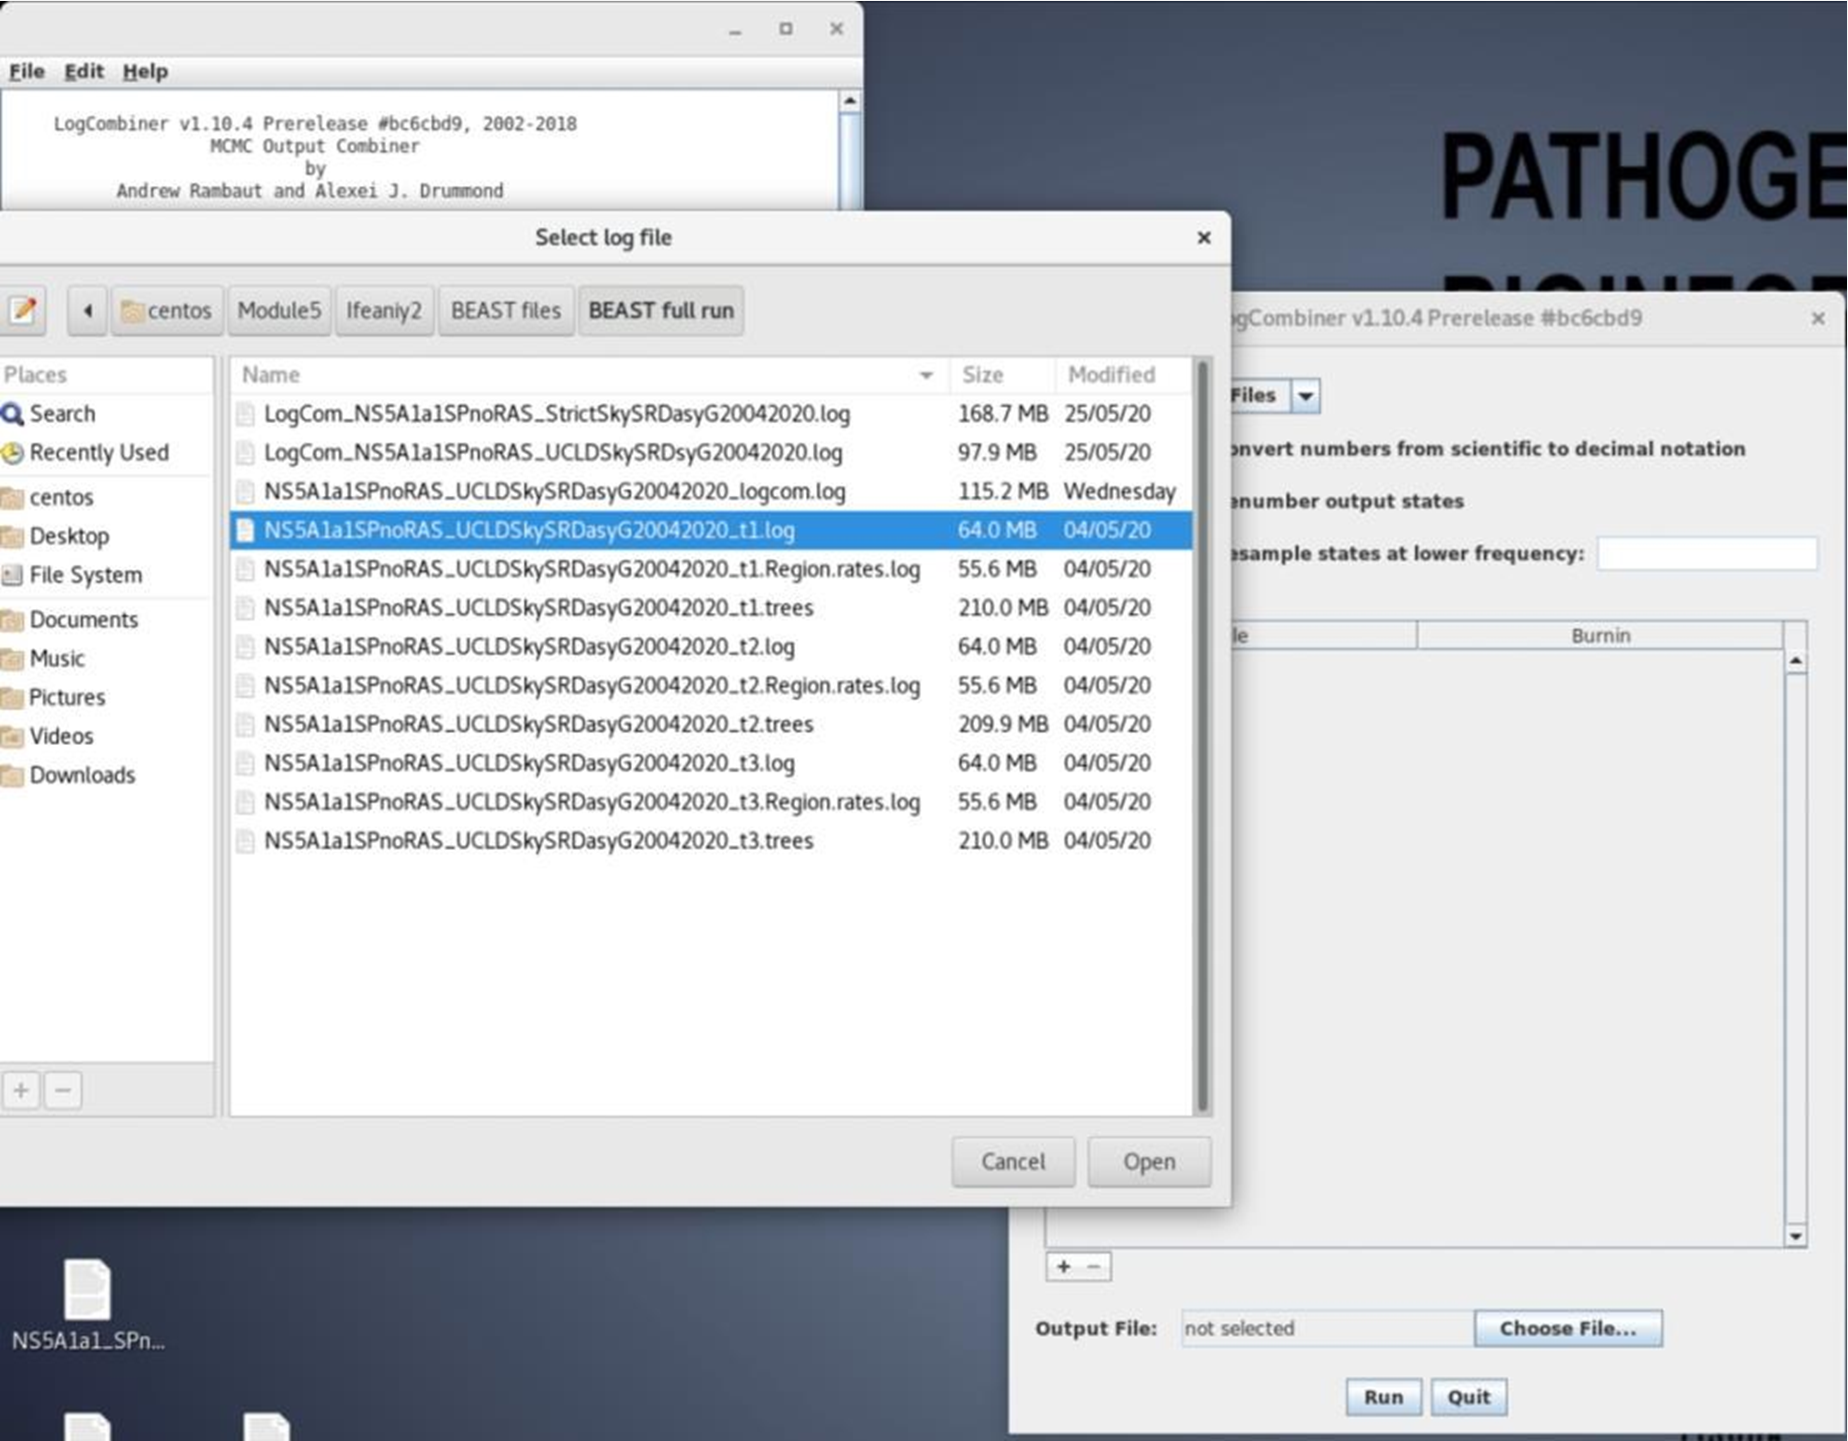 File Edit Help
LogCombiner v1.10.4 Prerelease #bc6cbd9, 2002-2018
MCMC Output Combiner
by
Andrew Rambaut and Alexei J. Drummond
PATHOGE
Select log file
centos Module5 Ifeaniy2 BEAST files BEAST full run
Places
Search
Recently Used
centos
Desktop
File System
Documents
Music
Pictures
Videos
Downloads
Name Size Modified
LogCom_NS5A1a1SPnoRAS_StrictSkySRDasyG20042020.log 168.7 MB 25/05/20
LogCom_NS5A1a1SPnoRAS_UCLDSkySRDsyG20042020.log 97.9 MB 25/05/20
NS5A1a1SPnoRAS_UCLDSkySRDasyG20042020_logcom.log 115.2 MB Wednesday
NS5A1a1SPnoRAS_UCLDSkySRDasyG20042020_t1.log 64.0 MB 04/05/20
NS5A1a1SPnoRAS_UCLDSkySRDasyG20042020_t1.Region.rates.log 55.6 MB 04/05/20
NS5A1a1SPnoRAS_UCLDSkySRDasyG20042020_t1.trees 210.0 MB 04/05/20
NS5A1a1SPnoRAS_UCLDSkySRDasyG20042020_t2.log 64.0 MB 04/05/20
NS5A1a1SPnoRAS_UCLDSkySRDasyG20042020_t2.Region.rates.log 55.6 MB 04/05/20
NS5A1a1SPnoRAS_UCLDSkySRDasyG20042020_t2.trees 209.9 MB 04/05/20
NS5A1a1SPnoRAS_UCLDSkySRDasyG20042020_t3.log 64.0 MB 04/05/20
NS5A1a1SPnoRAS_UCLDSkySRDasyG20042020_t3.Region.rates.log 55.6 MB 04/05/20
NS5A1a1SPnoRAS_UCLDSkySRDasyG20042020_t3.trees 210.0 MB 04/05/20
Cancel Open
ogCombiner v1.10.4 Prerelease #bc6cbd9
Files
onvert numbers from scientific to decimal notation
enumber output states
esample states at lower frequency:
le Burnin
Output File: not selected Choose File...
Run Quit
NS5A1a1_SPn...